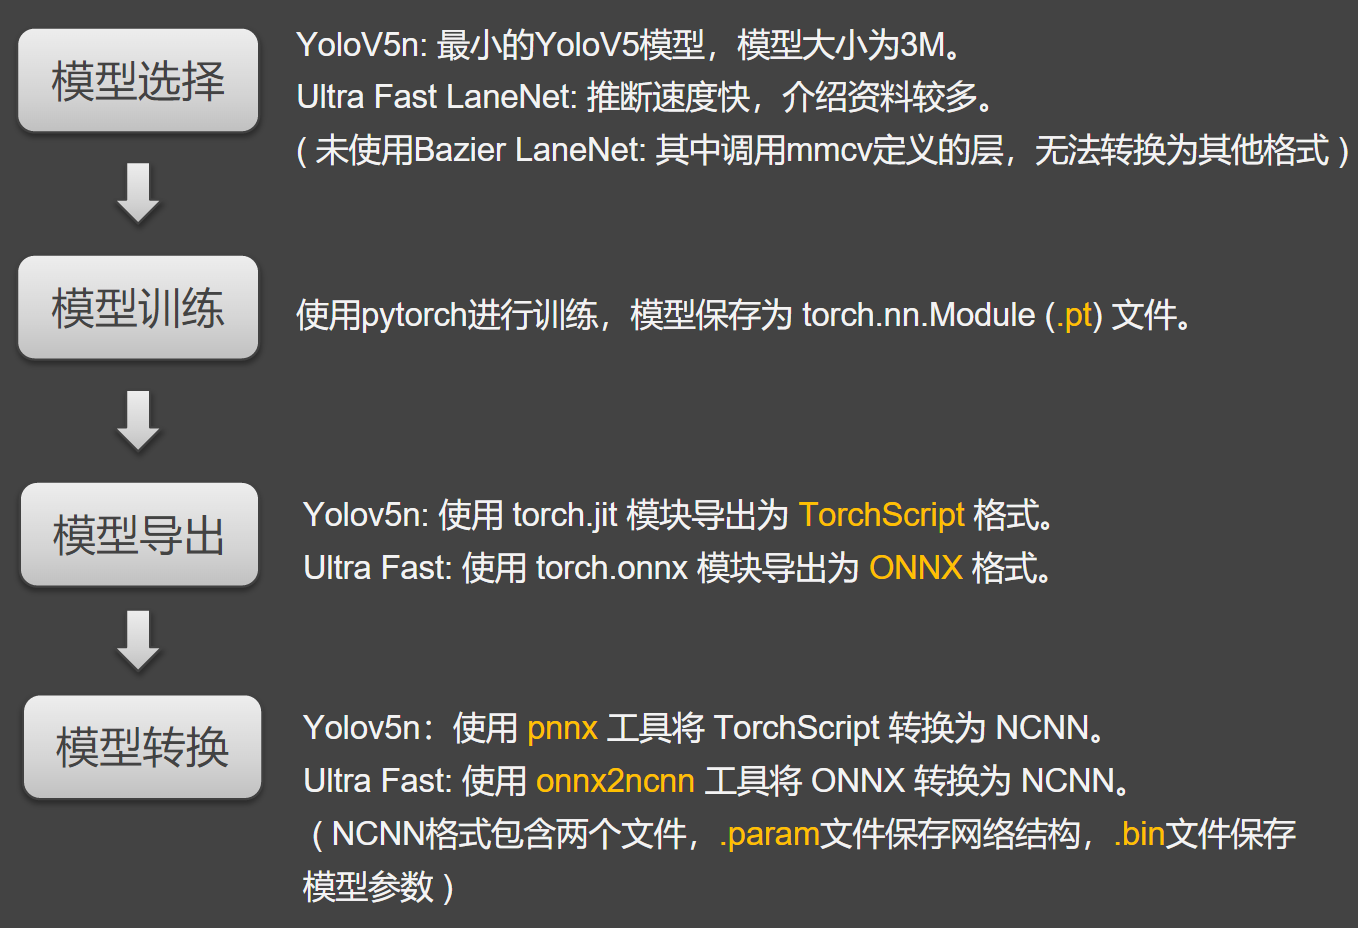 模型选择
YoloV5n: 最小的YoloV5模型，模型大小为3M。
Ultra Fast LaneNet: 推断速度快，介绍资料较多。
( 未使用Bazier LaneNet: 其中调用mmcv定义的层，无法转换为其他格式 )
模型训练
使用pytorch进行训练，模型保存为 torch.nn.Module (.pt) 文件。
模型导出
Yolov5n: 使用 torch.jit 模块导出为 TorchScript 格式。
Ultra Fast: 使用 torch.onnx 模块导出为 ONNX 格式。
模型转换
Yolov5n：使用 pnnx 工具将 TorchScript 转换为 NCNN。
Ultra Fast: 使用 onnx2ncnn 工具将 ONNX 转换为 NCNN。
( NCNN格式包含两个文件，.param文件保存网络结构，.bin文件保存
模型参数 )